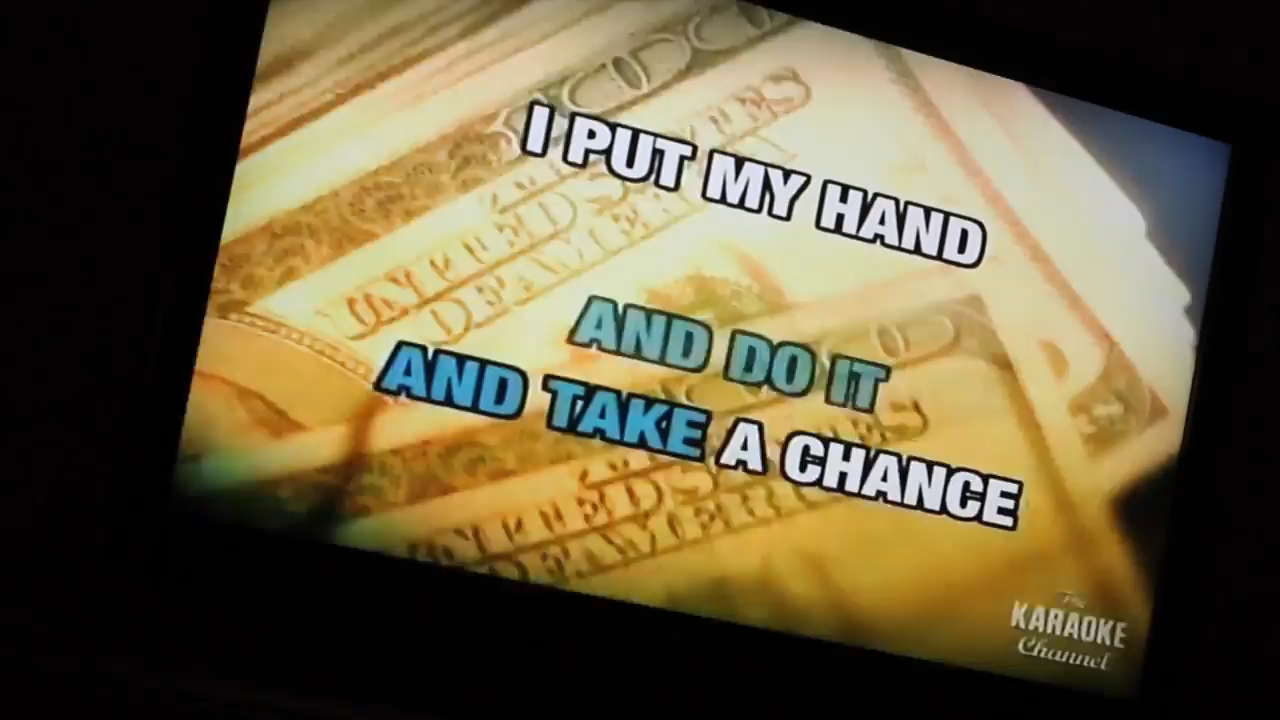 I PUT MY HAND
AND DO IT
AND TAKE A CHANCE
The
KARAOKE
Channel